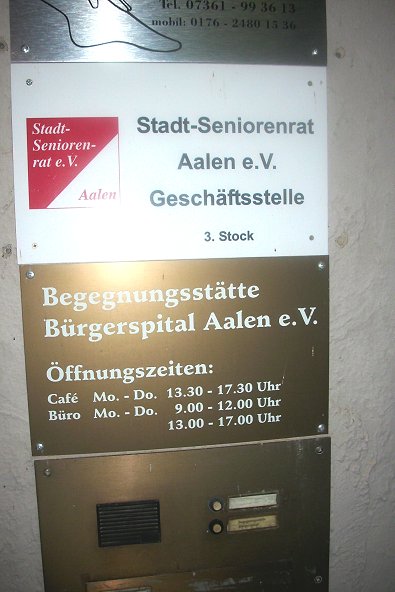 Tel. 07361 - 99 36 13
mobil: 0176 - 2480 15 36
Stadt-
Senioren-
rat e.V.
Aalen
Stadt-Seniorenrat
Aalen e.V.
Geschäftsstelle
3. Stock
Begegnungsstätte
Bürgerspital Aalen e.V.
Öffnungszeiten:
Café Mo. - Do. 13.30 - 17.30 Uhr
Büro Mo. - Do. 9.00 - 12.00 Uhr
13.00 - 17.00 Uhr